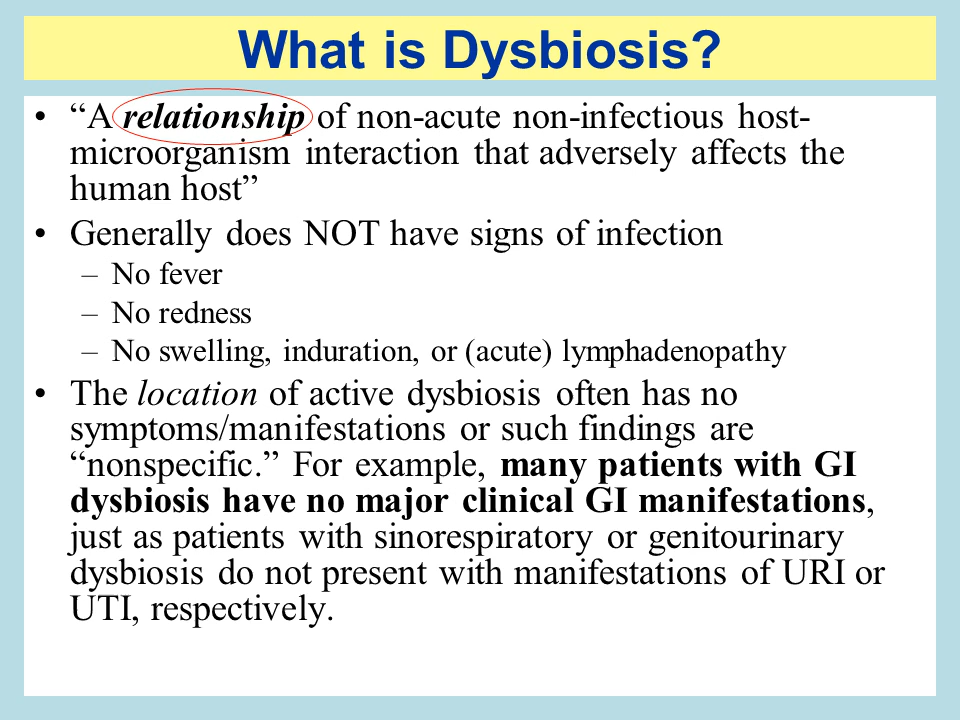 What is Dysbiosis?
• “A relationship of non-acute non-infectious host-
microorganism interaction that adversely affects the
human host”
• Generally does NOT have signs of infection
– No fever
– No redness
– No swelling, induration, or (acute) lymphadenopathy
• The location of active dysbiosis often has no
symptoms/manifestations or such findings are
“nonspecific.” For example, many patients with GI
dysbiosis have no major clinical GI manifestations,
just as patients with sinorespiratory or genitourinary
dysbiosis do not present with manifestations of URI or
UTI, respectively.